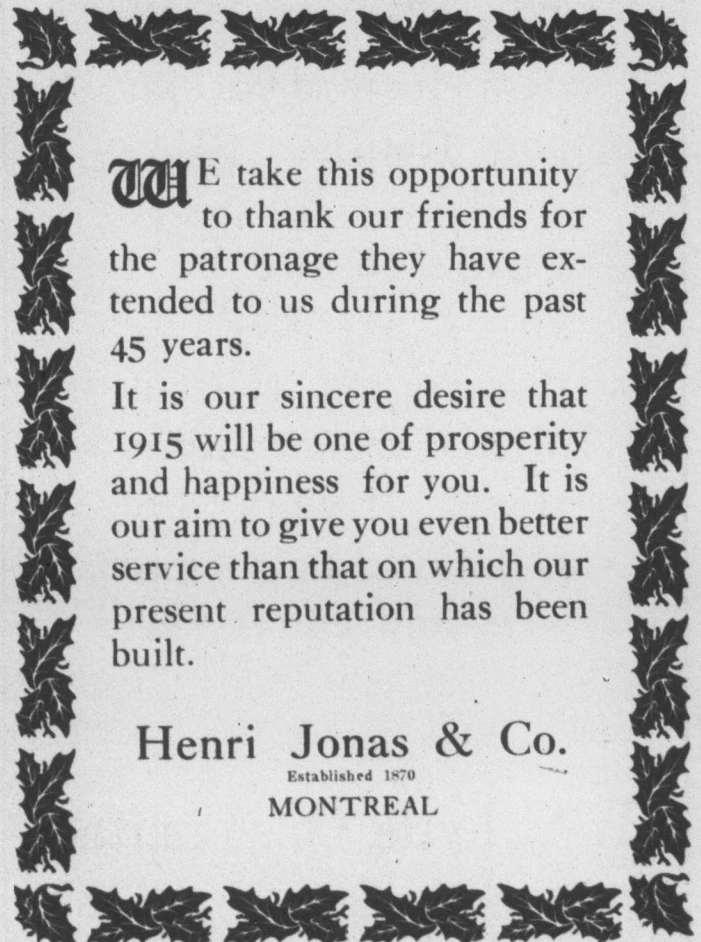 WE take this opportunity
to thank our friends for
the patronage they have ex-
tended to us during the past
45 years.
It is our sincere desire that
1915 will be one of prosperity
and happiness for you. It is
our aim to give you even better
service than that on which our
present reputation has been
built.
Henri Jonas & Co.
Established 1870
MONTREAL